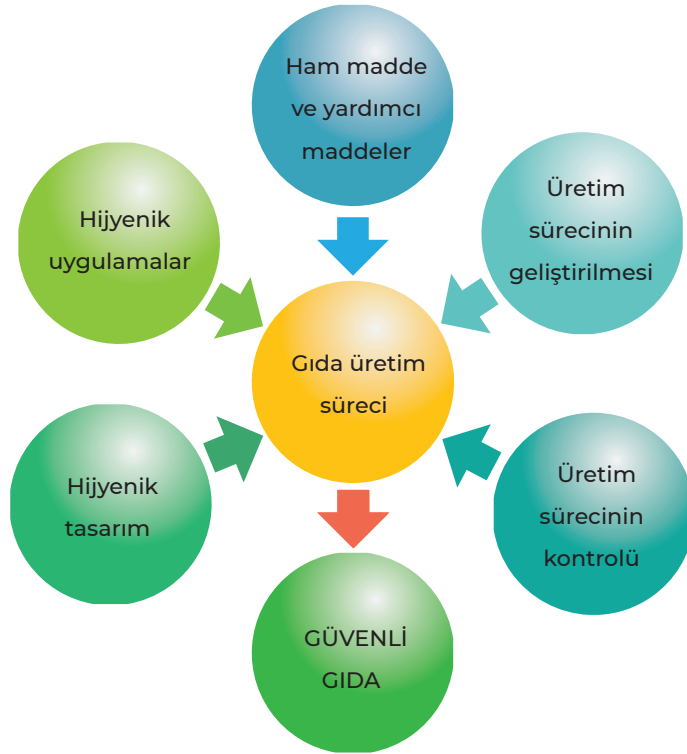 Ham madde
ve yardımcı
maddeler
Hijyenik
uygulamalar
Üretim
sürecinin
geliştirilmesi
Gıda üretim
süreci
Hijyenik
tasarım
Üretim
sürecinin
kontrolü
GÜVENLİ
GIDA